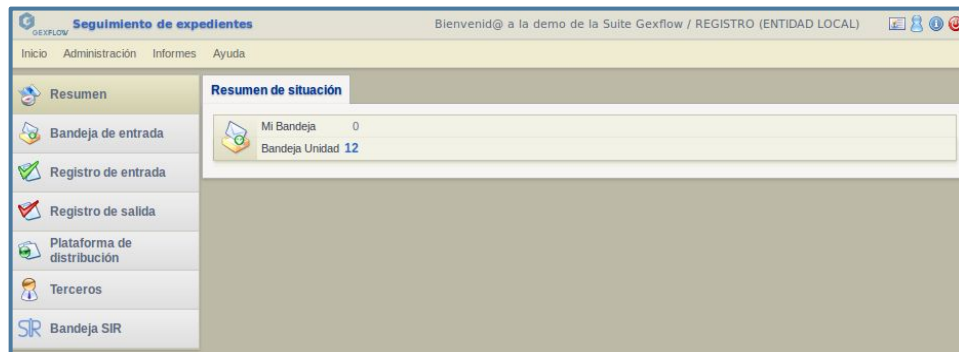 GEXFLOW Seguimiento de expedientes Bienvenid@ a la demo de la Suite Gexflow / REGISTRO (ENTIDAD LOCAL)
Inicio Administración Informes Ayuda
Resumen
Bandeja de entrada
Registro de entrada
Registro de salida
Plataforma de
distribución
Terceros
SIR Bandeja SIR
Resumen de situación
Mi Bandeja 0
Bandeja Unidad 12